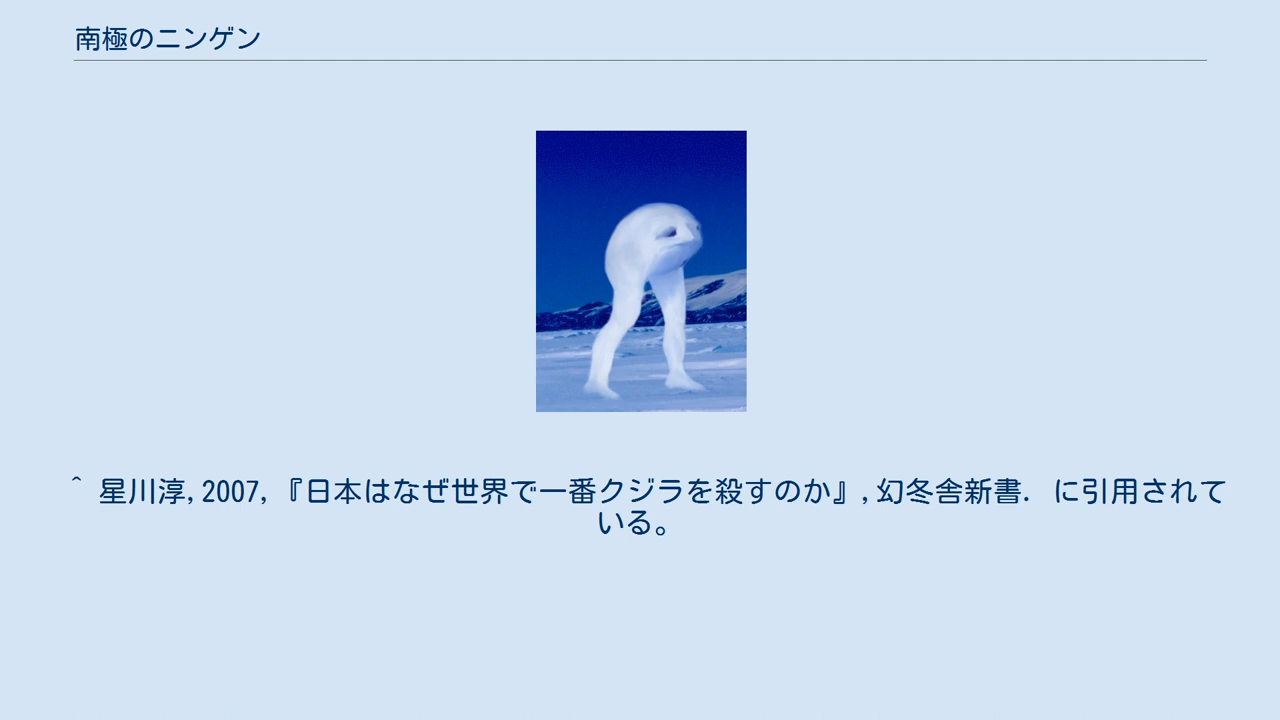 南極のニンゲン
^ 星川淳,2007,『日本はなぜ世界で一番クジラを殺すのか』,幻冬舎新書. に引用されて
いる。